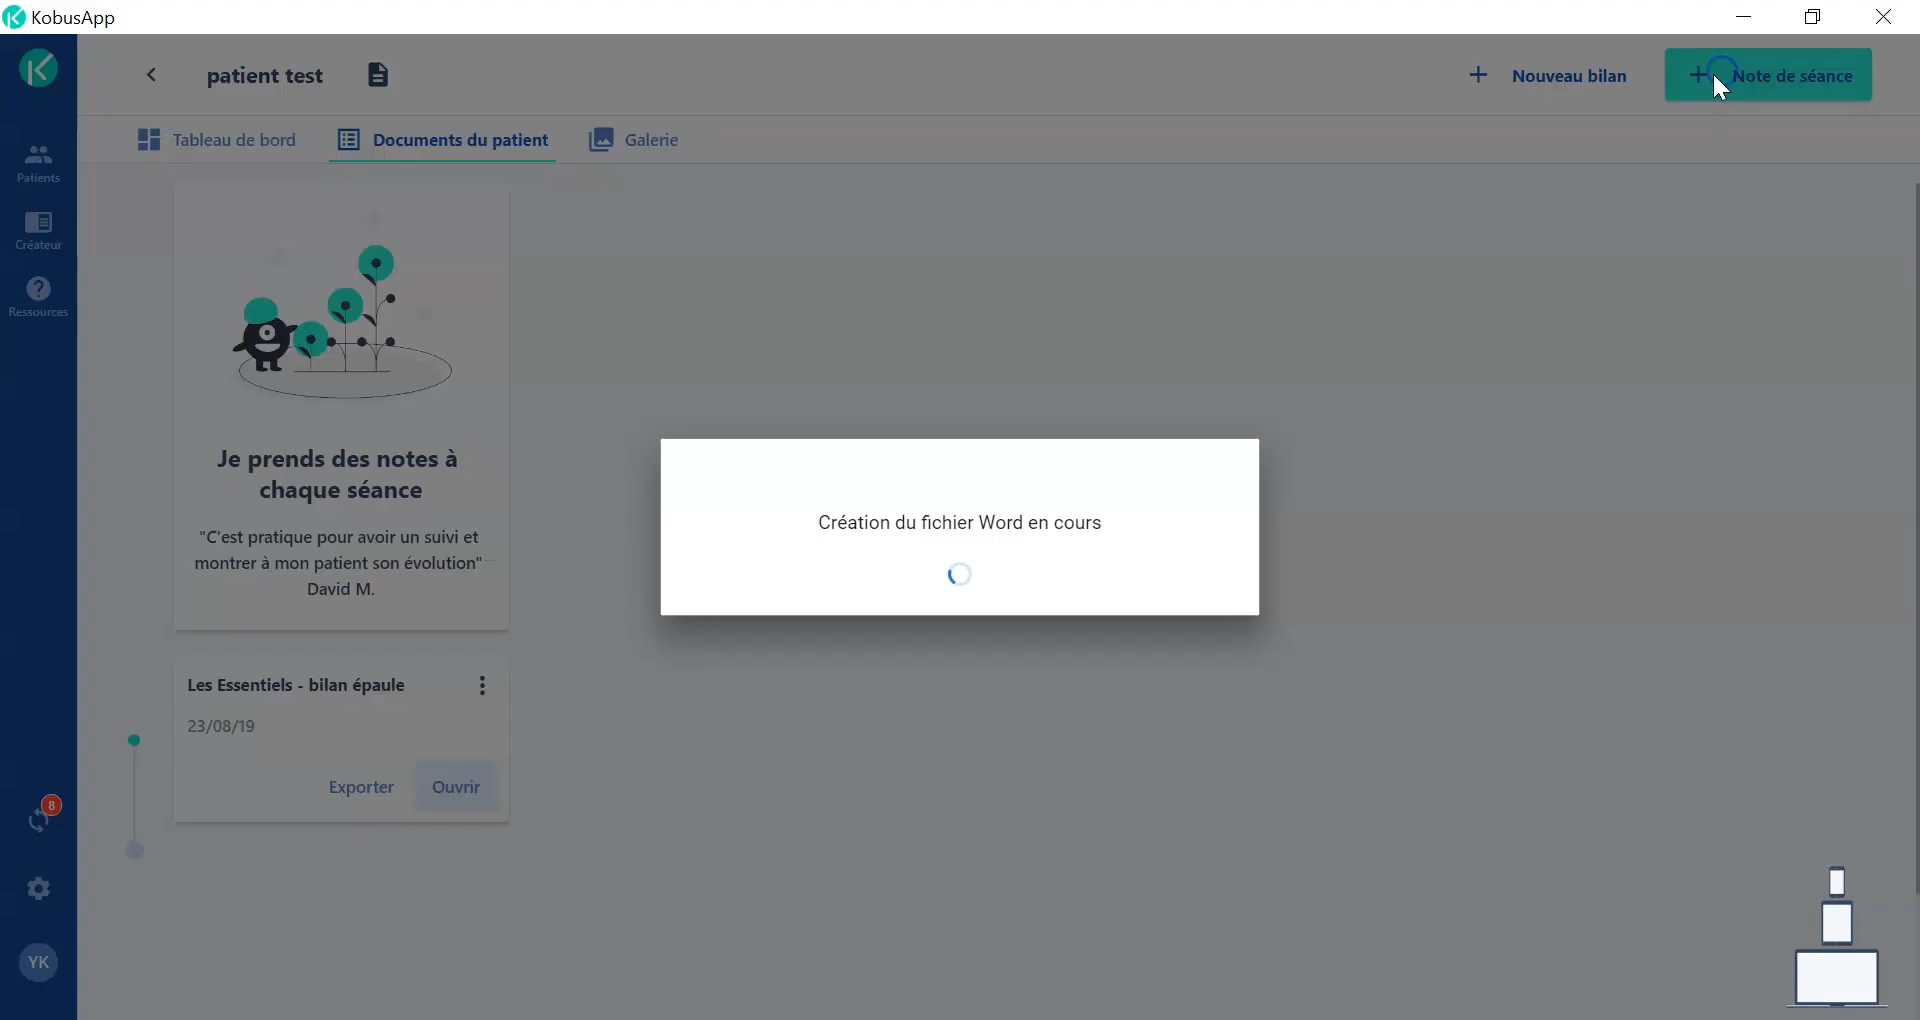 KobusApp
patient test
Nouveau bilan
Note de séance
Tableau de bord
Documents du patient
Galerie
Patients
Créateur
Ressources
Je prends des notes à
chaque séance
"C'est pratique pour avoir un suivi et
montrer à mon patient son évolution"
David M.
Création du fichier Word en cours
Les Essentiels - bilan épaule
23/08/19
Exporter
Ouvrir
8
YK